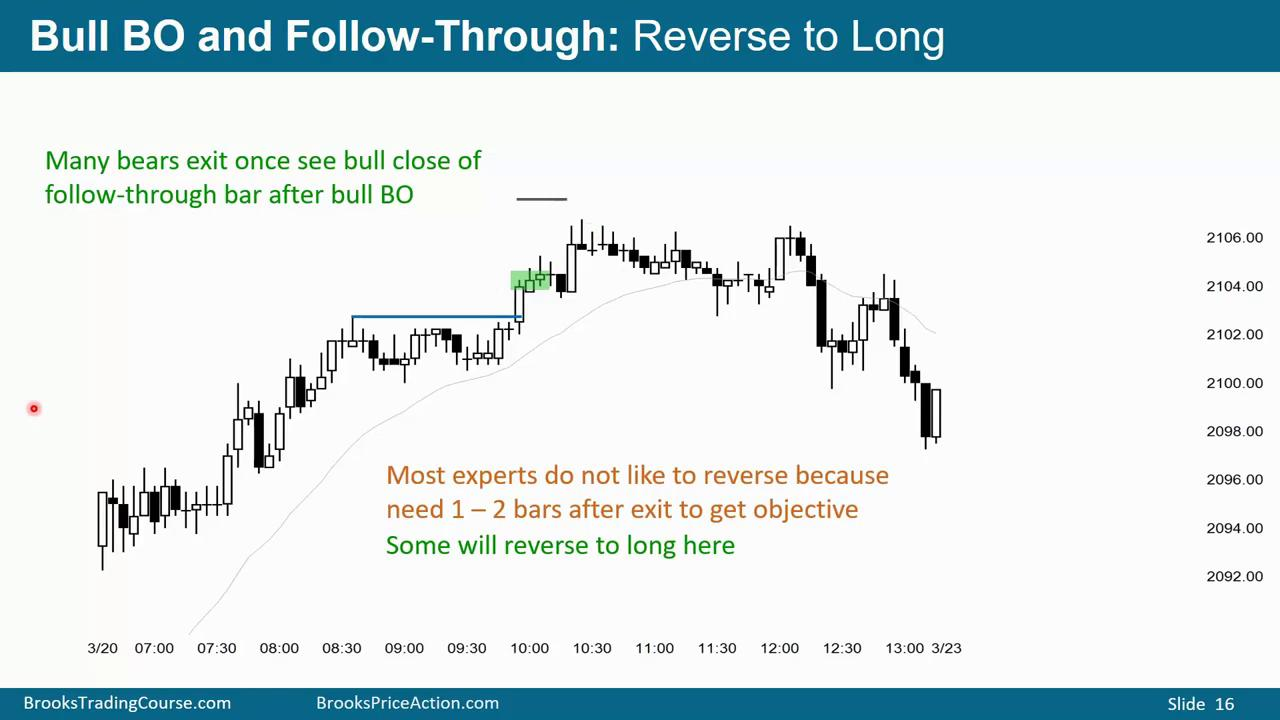 Bull BO and Follow-Through: Reverse to Long
Many bears exit once see bull close of
follow-through bar after bull BO
2106.00
2104.00
2102.00
2100.00
2098.00
2096.00
2094.00
2092.00
Most experts do not like to reverse because
need 1 – 2 bars after exit to get objective
Some will reverse to long here
3/20 07:00 07:30 08:00 08:30 09:00 09:30 10:00 10:30 11:00 11:30 12:00 12:30 13:00 3/23
BrooksTradingCourse.com BrooksPriceAction.com Slide 16